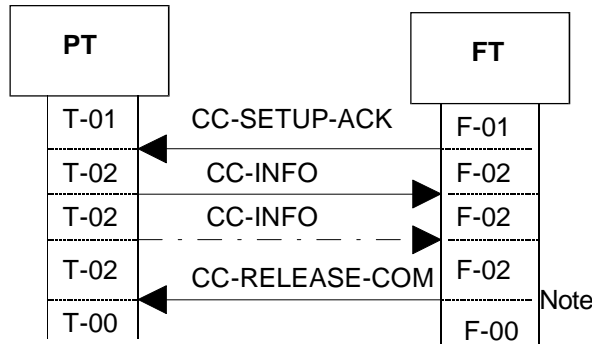 PT
FT
T-01 CC-SETUP-ACK F-01
T-02 CC-INFO F-02
T-02 CC-INFO F-02
T-02 CC-RELEASE-COM F-02
Note
T-00 F-00